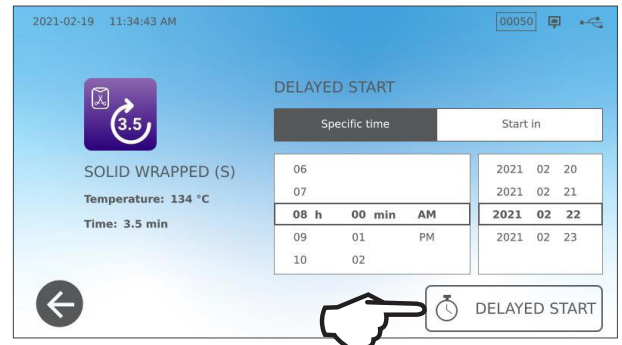 2021-02-19 11:34:43 AM 00050
DELAYED START
Specific time Start in
3.5
SOLID WRAPPED (S)
Temperature: 134 °C
Time: 3.5 min
06
07
08 h 00 min AM
09 01 PM
10 02
2021 02 20
2021 02 21
2021 02 22
2021 02 23
DELAYED START